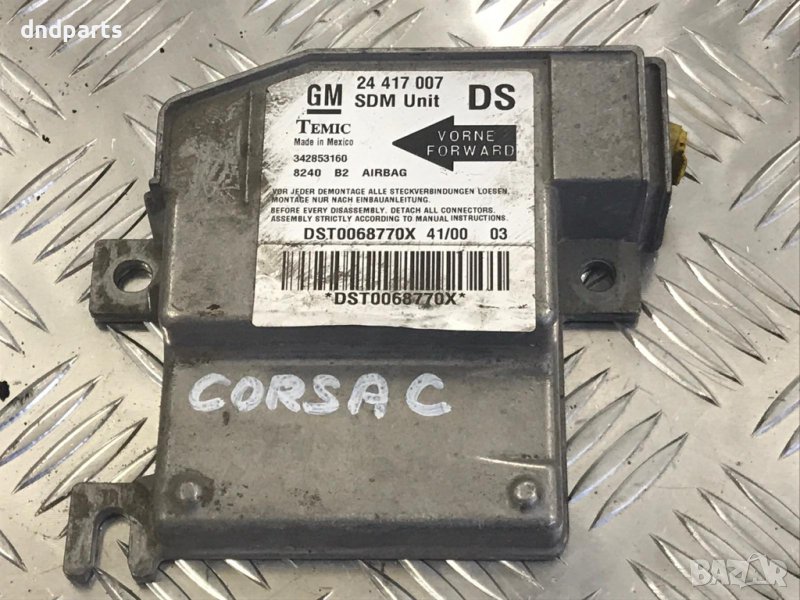 dndparts
GM 24 417 007 DS
SDM Unit
TEMIC
Made in Mexico
VORNE
FORWARD
342853160
8240 B2 AIRBAG
VOR JEDER DEMONTAGE ALLE STECKVERBINDUNGEN LOESEN.
MONTAGE NUR NACH EINBAUANLEITUNG.
BEFORE EVERY DISASSEMBLY. DETACH ALL CONNECTORS.
ASSEMBLY STRICTLY ACCORDING TO MANUAL INSTRUCTIONS.
DST0068770X 41/00 03
*DST0068770X*
CORSA C
BAZAR